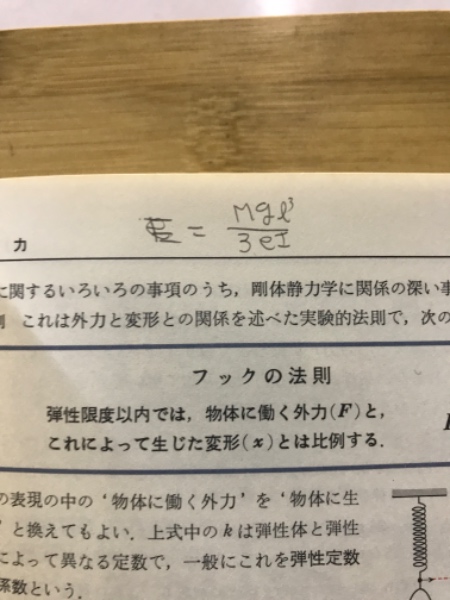 力
= Mgl³/3eI
に関するいろいろの事項のうち，剛体静力学に関係の深い事
これは外力と変形との関係を述べた実験的法則で，次の
フックの法則
弾性限度以内では，物体に働く外力(F)と，
これによって生じた変形(x)とは比例する．
の表現の中の‘物体に働く外力’を‘物体に生
’と換えてもよい．上式中のkは弾性体と弾性
によって異なる定数で，一般にこれを弾性定数
係数という．